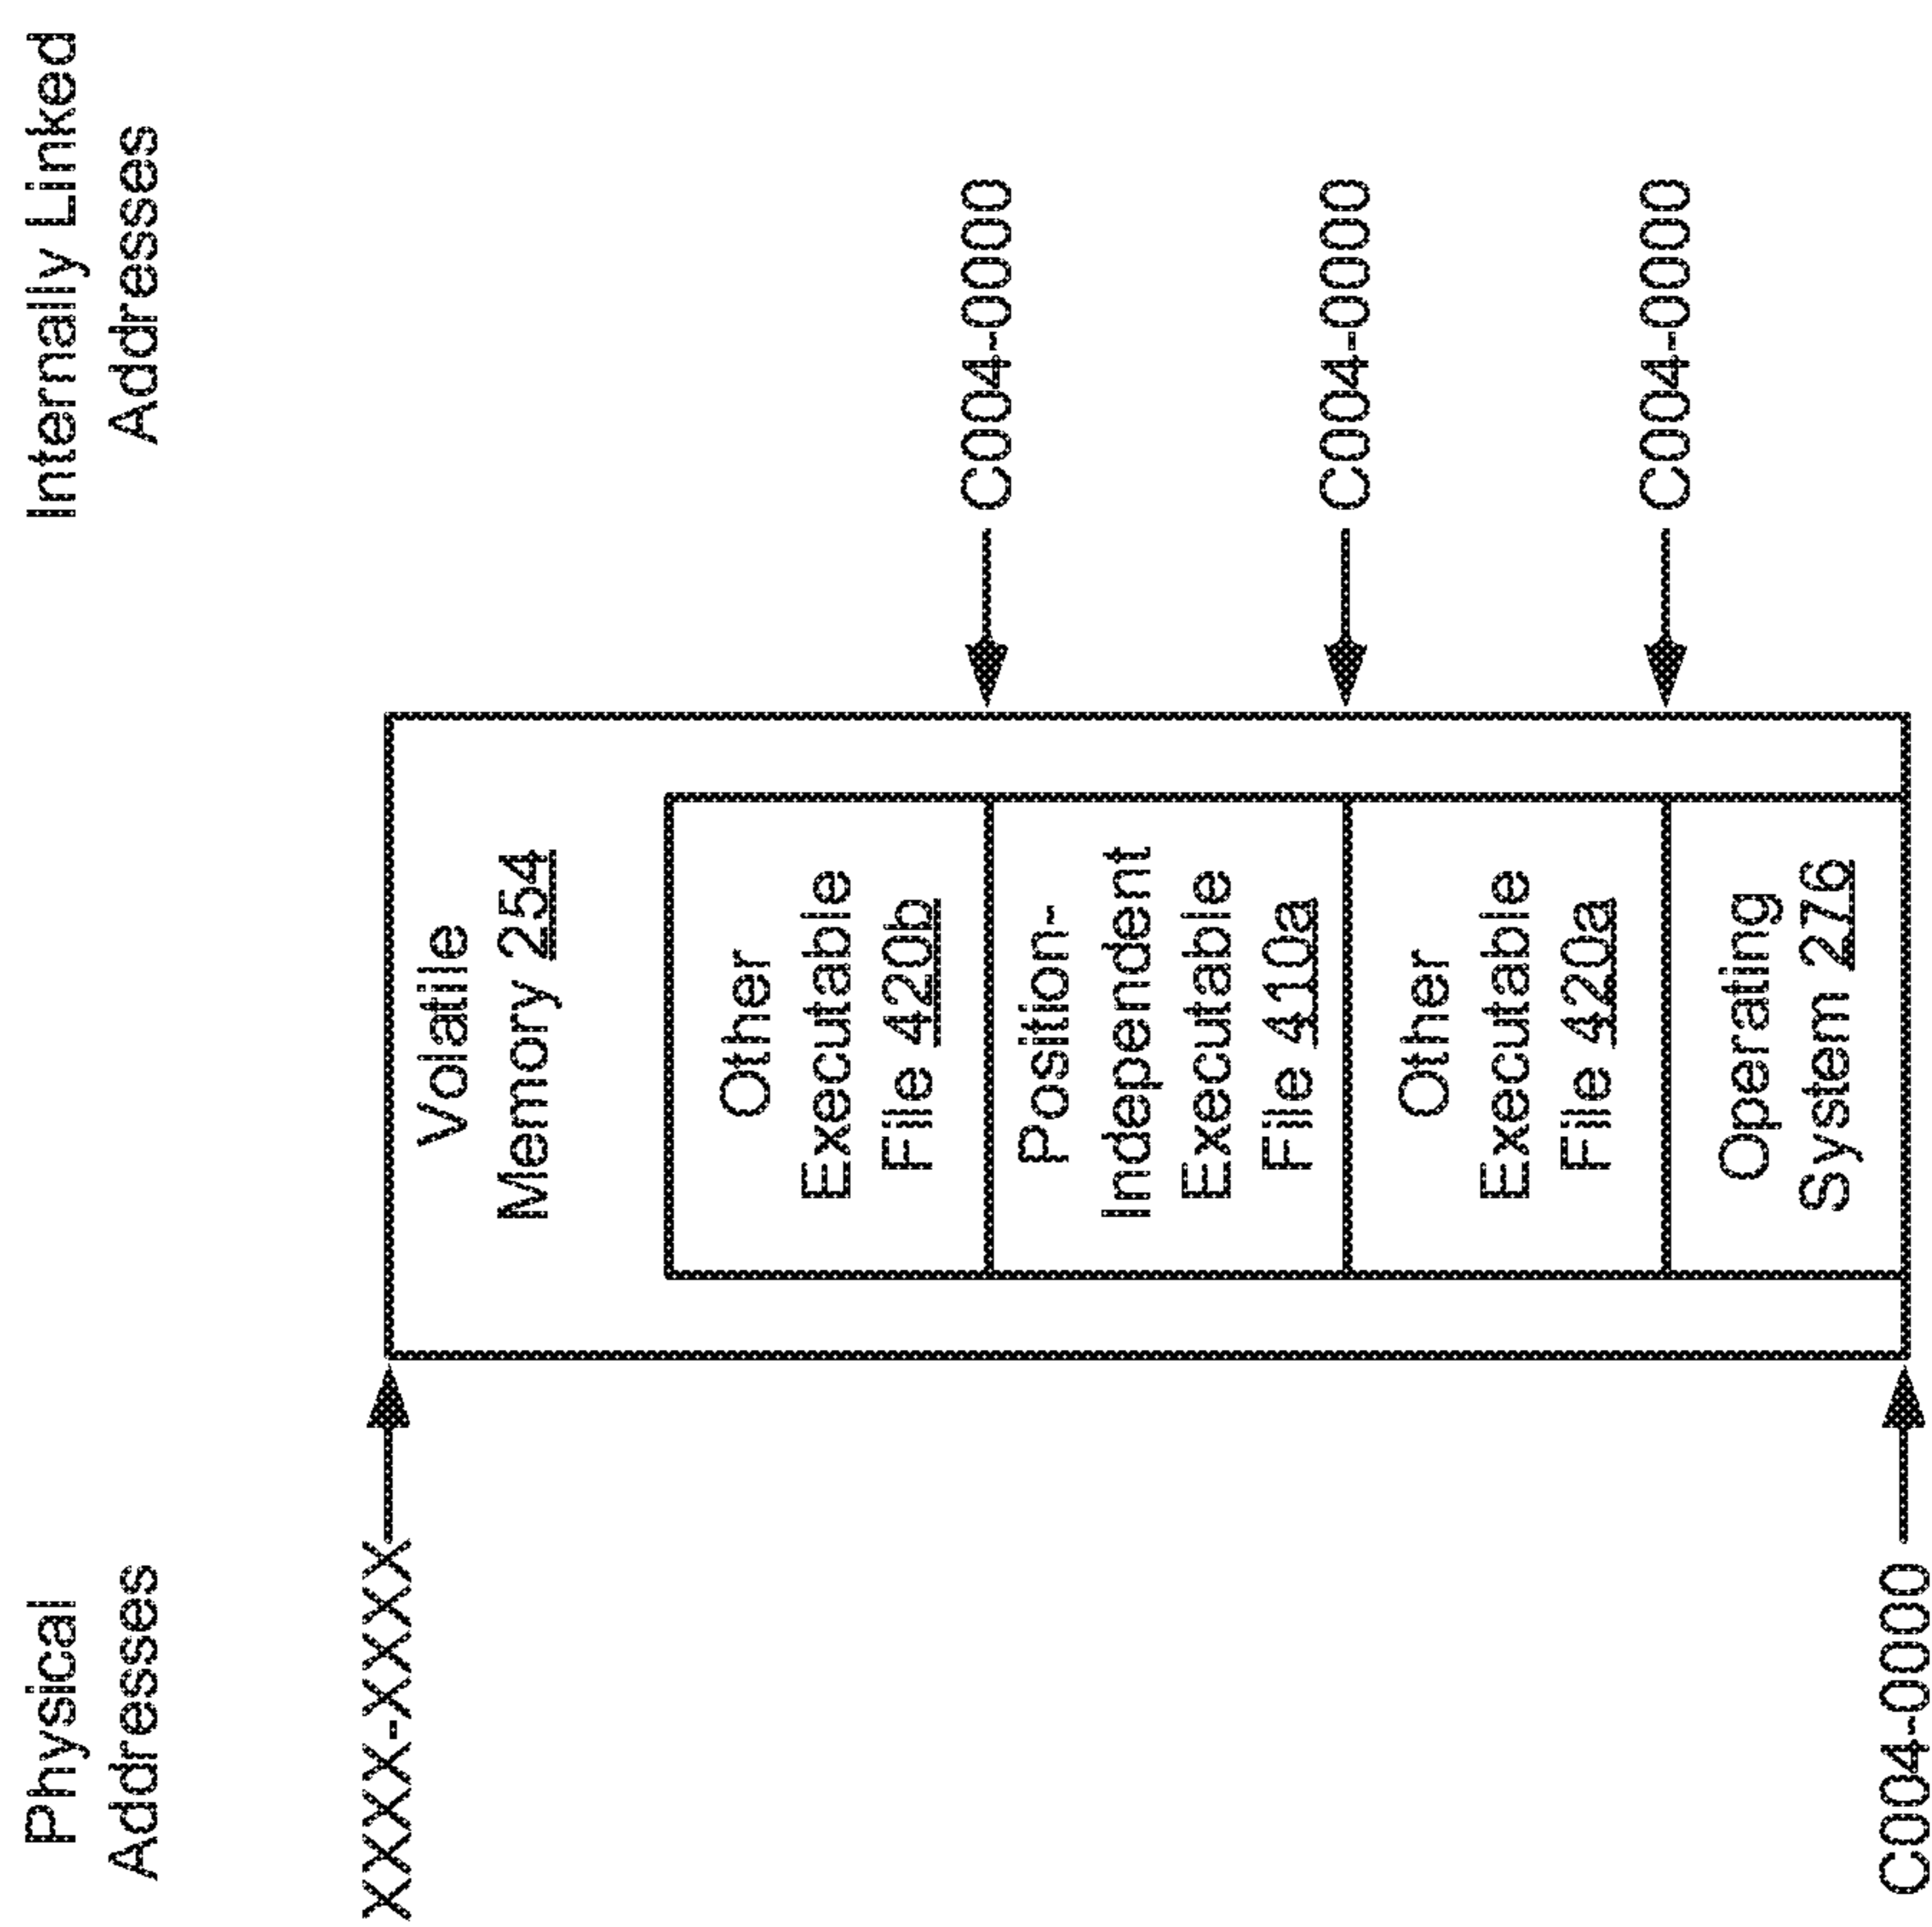 Physical
Addresses
Internally Linked
Addresses
XXXX-XXXX
Volatile
Memory 254
Other
Executable
File 420b
C004-0000
Position-
Independent
Executable
File 410a
C004-0000
Other
Executable
File 420a
C004-0000
Operating
System 276
C004-0000